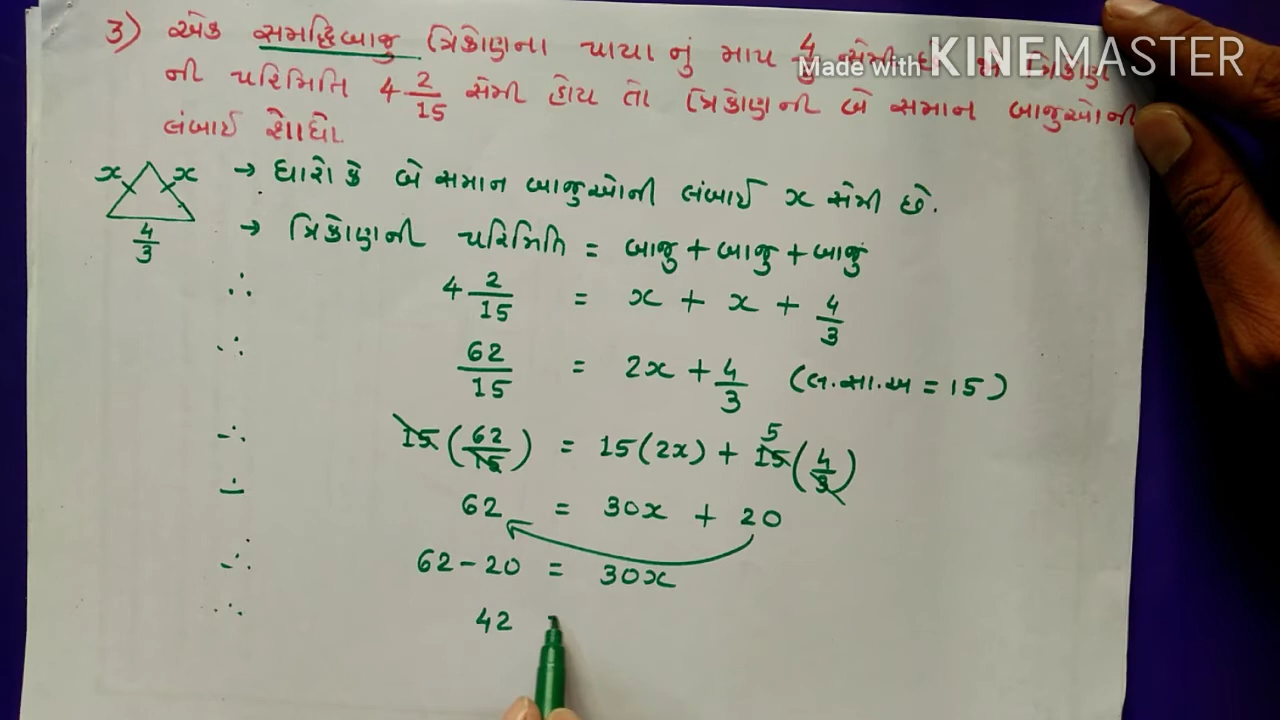 3) એક સમદ્વિબાજુ ત્રિકોણના પાયા નું માપ 4/3 સેમી છે
Made with KINEMASTER
ની પરિમિતિ 4 2/15 સેમી હોય તો ત્રિકોણની બે સમાન બાજુઓની
લંબાઈ શોધો.
x x → ધારો કે બે સમાન બાજુઓની લંબાઈ x સેમી છે.
4/3 → ત્રિકોણની પરિમિતિ = બાજુ + બાજુ + બાજુ
∴ 4 2/15 = x + x + 4/3
∴ 62/15 = 2x + 4/3 (લ.સા.અ = 15)
∴ 15(62/15) = 15(2x) + 15(4/3) 5
∴ 62 = 30x + 20
∴ 62 - 20 = 30x
∴ 42